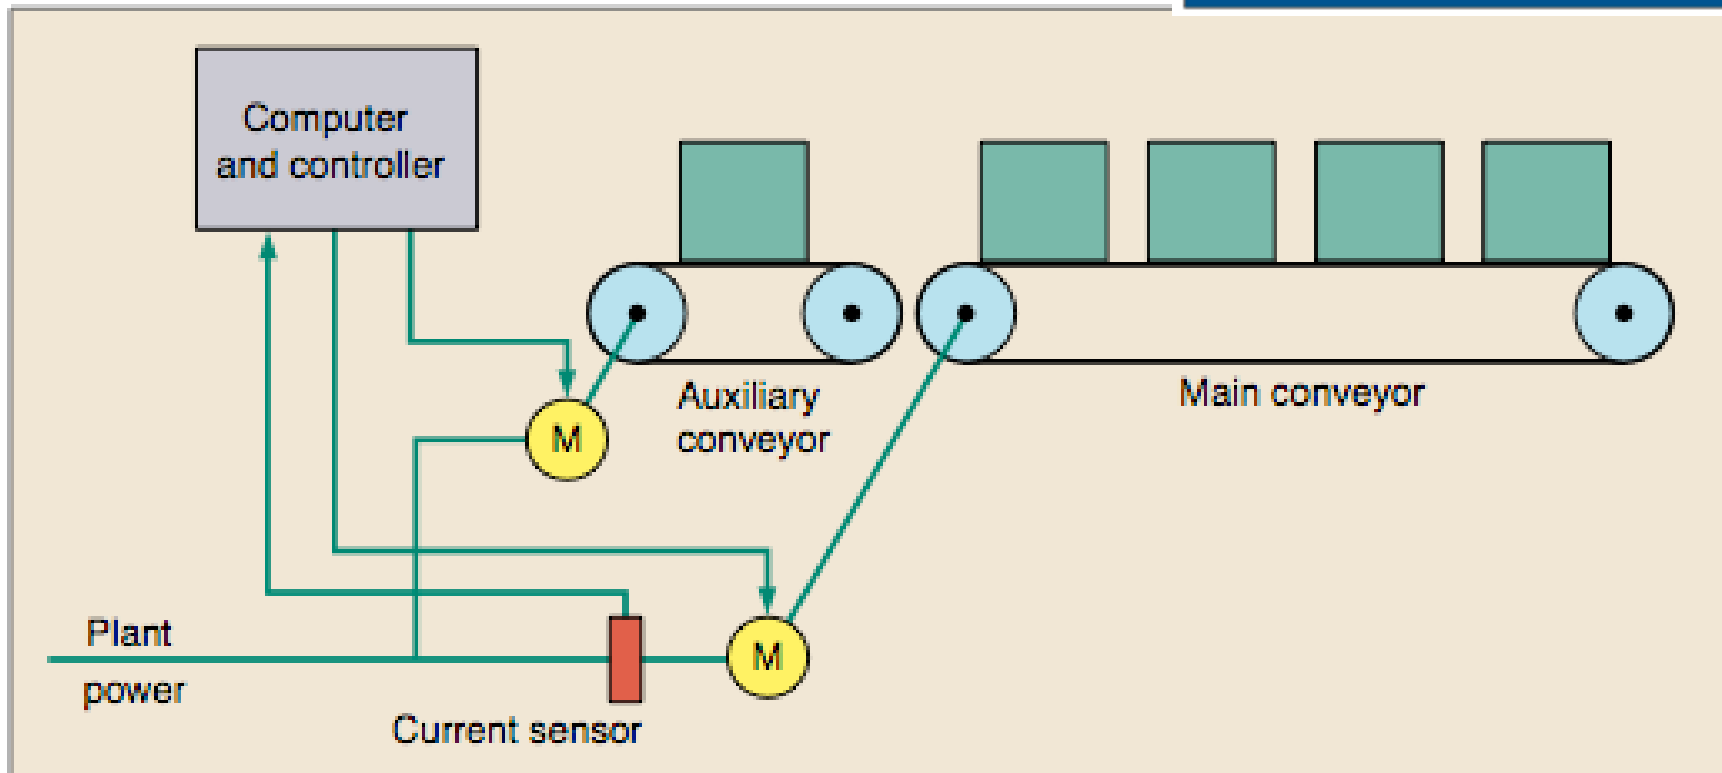 Computer
and controller
Auxiliary
conveyor
Main conveyor
M
M
Plant
power
Current sensor